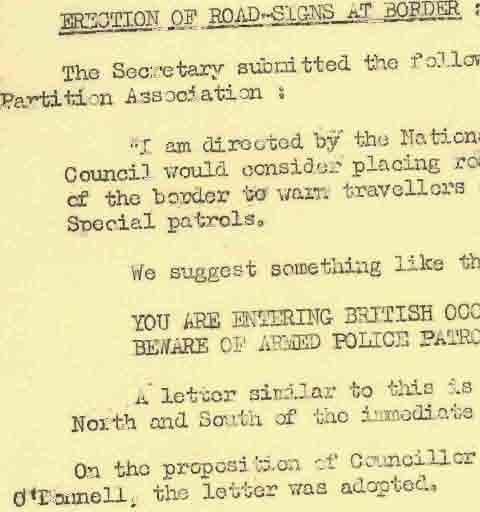 ERECTION OF ROAD-SIGNS AT BORDER :
The Secretary submitted the follow
Partition Association :
"I am directed by the Nationa
Council would consider placing ro
of the border to warn travellers
Special patrols.
We suggest something like th
YOU ARE ENTERING BRITISH OCC
BEWARE OF ARMED POLICE PATRO
A letter similar to this is
North and South of the immediate
On the proposition of Councillor
O'Donnell, the letter was adopted.